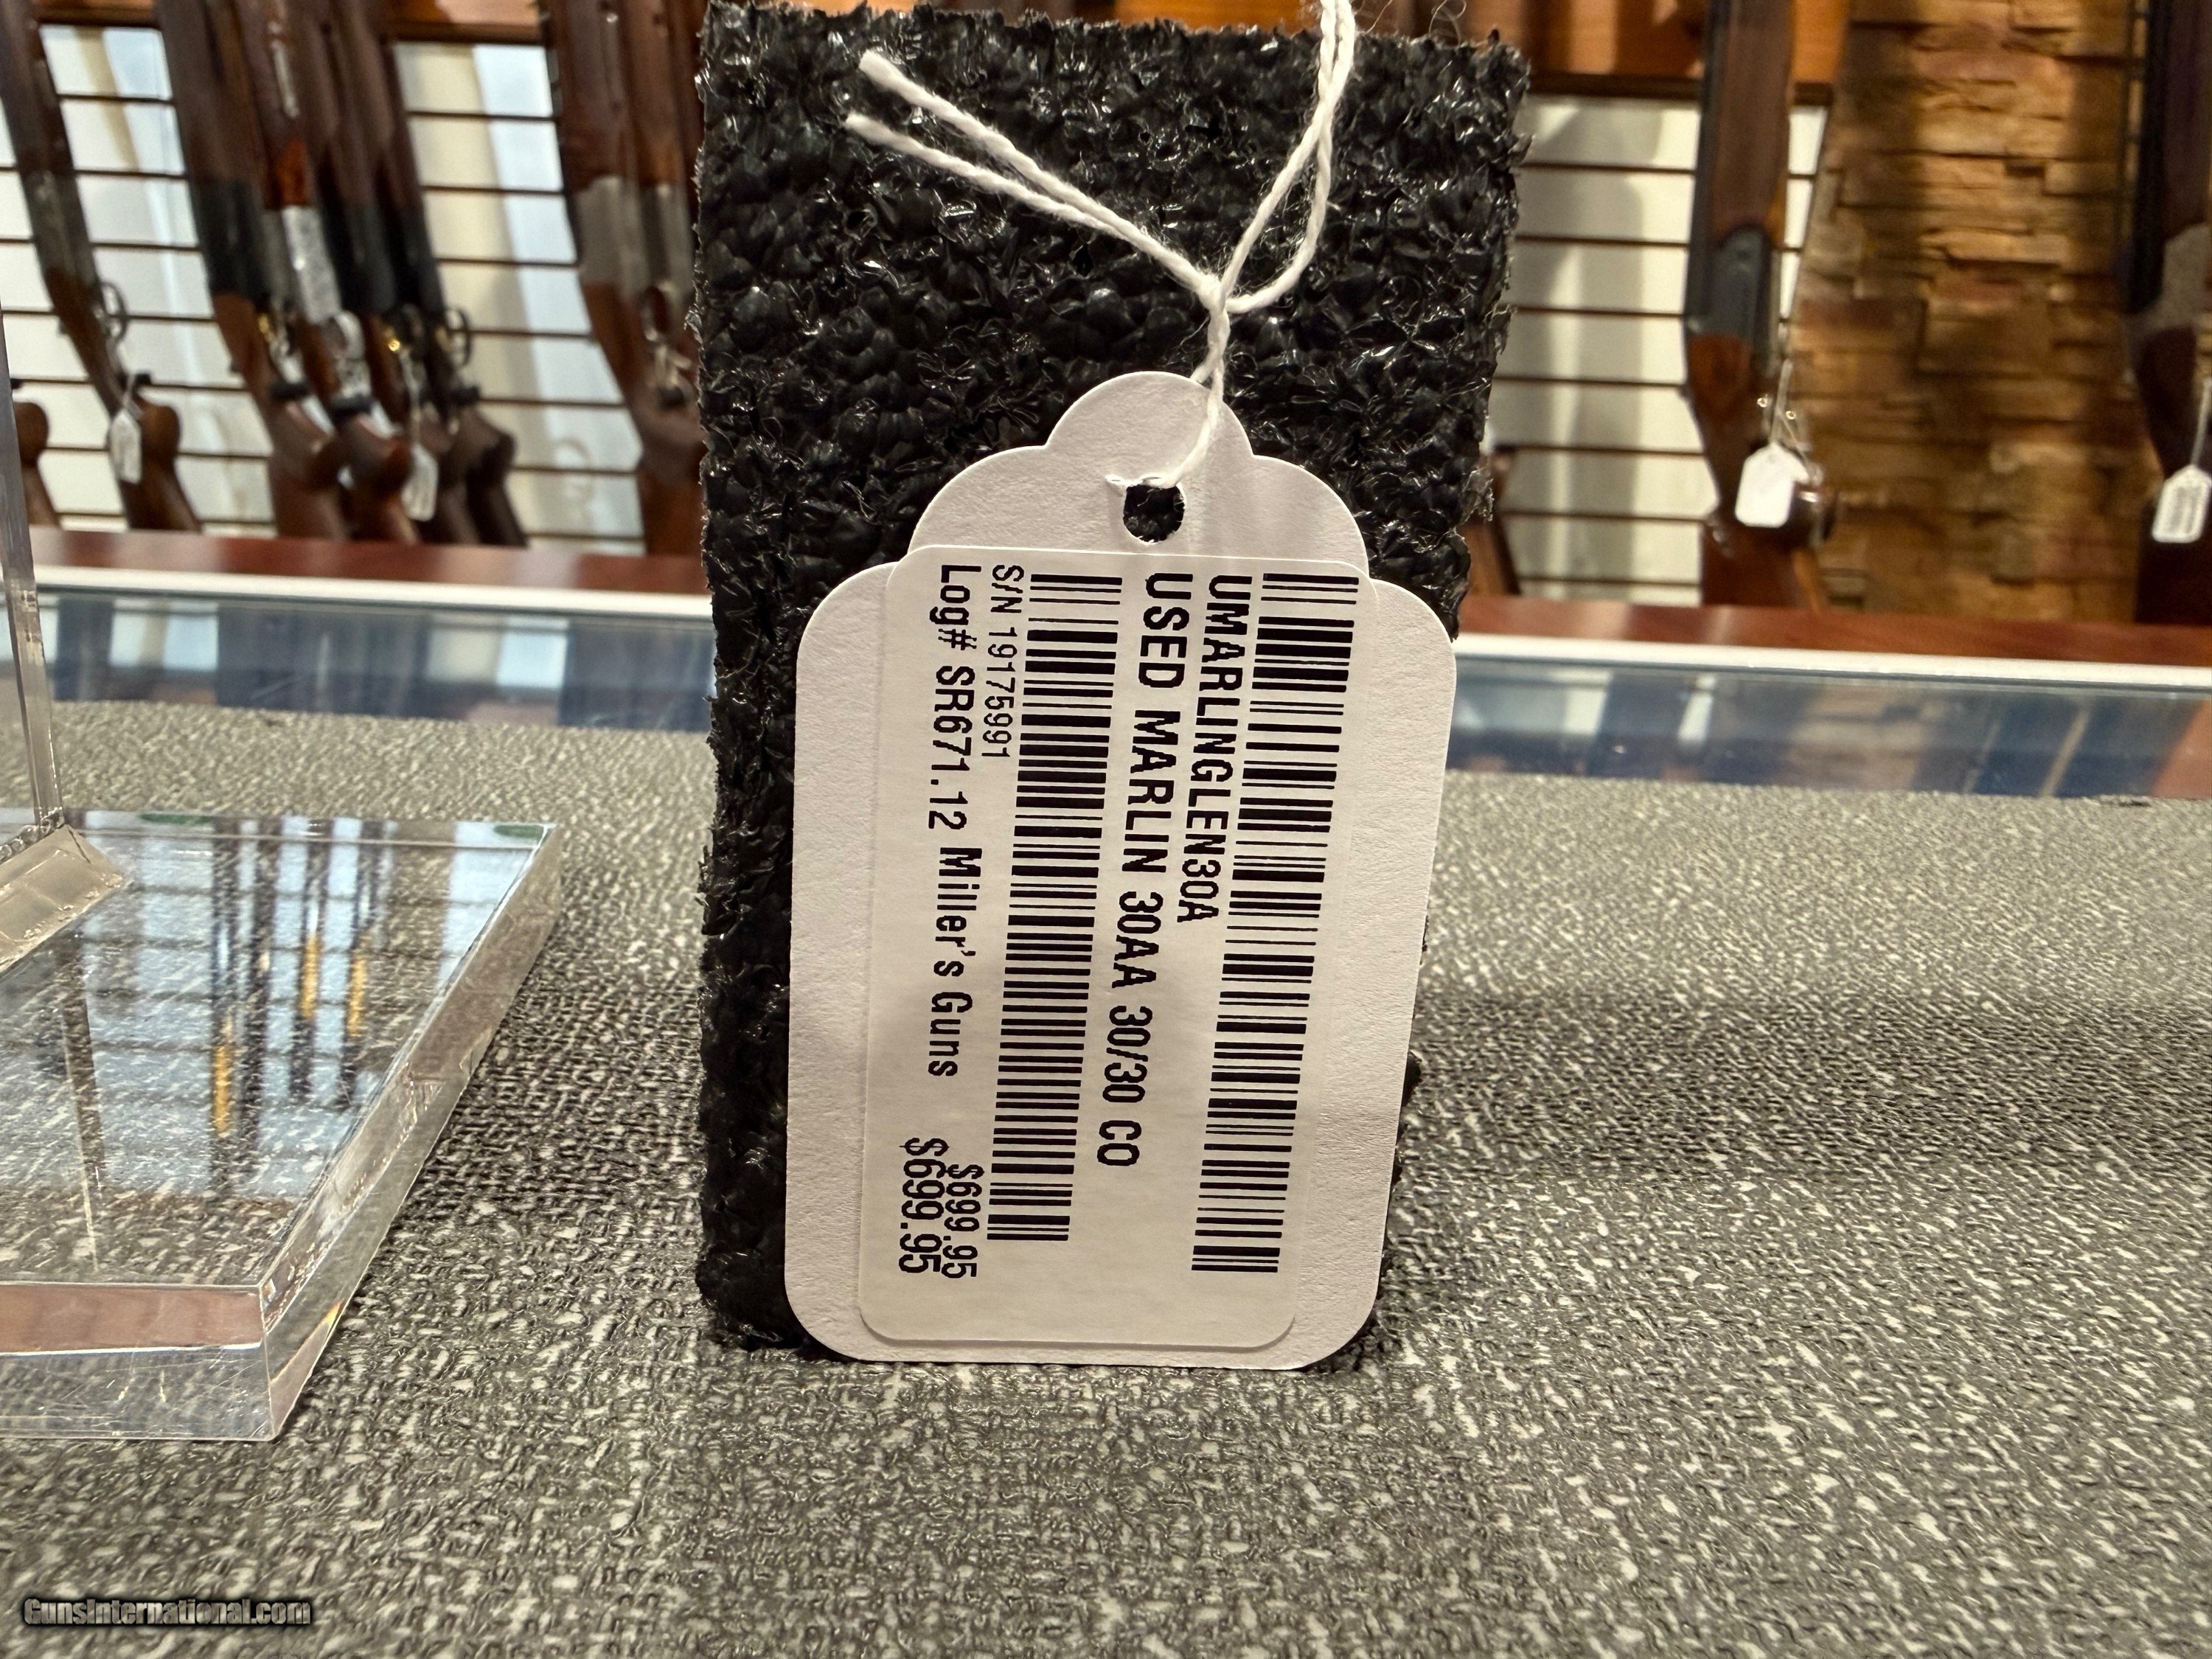 UMARLINGLEN30A
USED MARLIN 30AA 30/30 CO
S/N 19175991
Log# SR671.12 Miller's Guns
$699.95
$699.95
GunsInternational.com